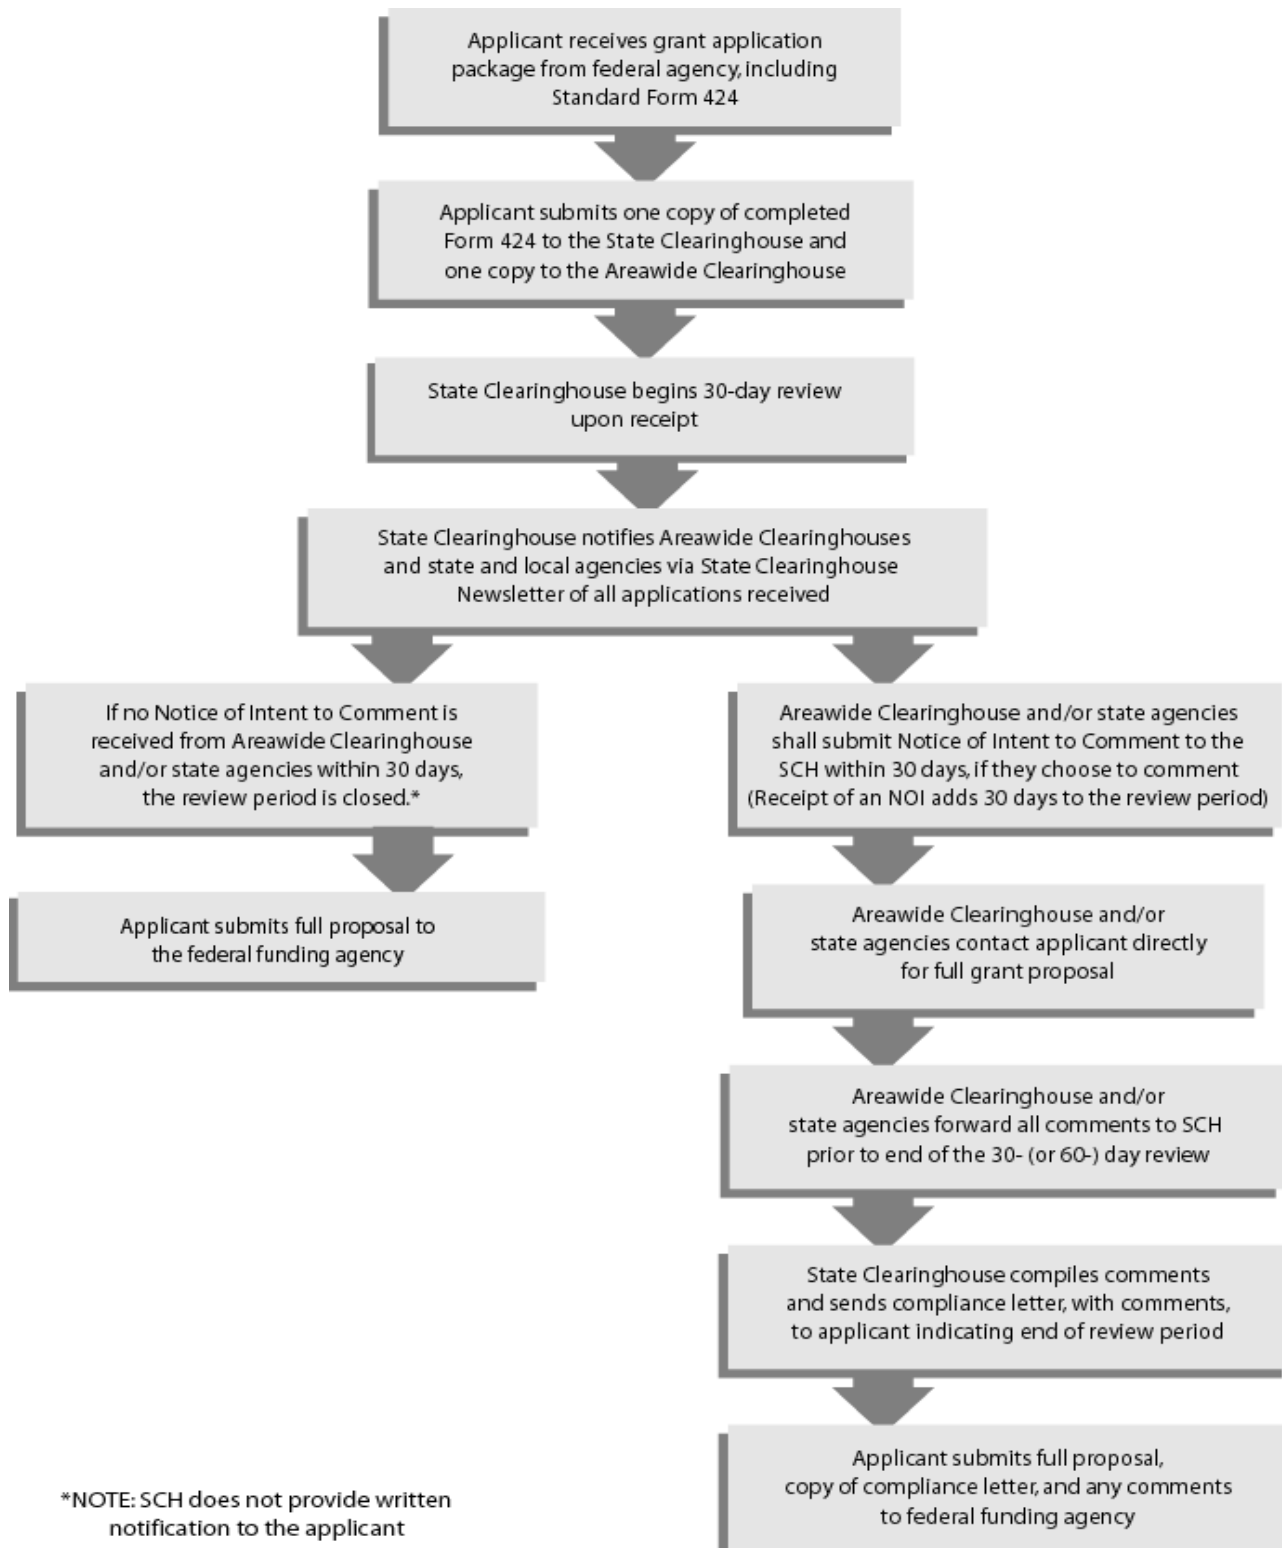 Applicant receives grant application
package from federal agency, including
Standard Form 424
Applicant submits one copy of completed
Form 424 to the State Clearinghouse and
one copy to the Areawide Clearinghouse
State Clearinghouse begins 30-day review
upon receipt
State Clearinghouse notifies Areawide Clearinghouses
and state and local agencies via State Clearinghouse
Newsletter of all applications received
If no Notice of Intent to Comment is
received from Areawide Clearinghouse
and/or state agencies within 30 days,
the review period is closed.*
Applicant submits full proposal to
the federal funding agency
Areawide Clearinghouse and/or state agencies
shall submit Notice of Intent to Comment to the
SCH within 30 days, if they choose to comment
(Receipt of an NOI adds 30 days to the review period)
Areawide Clearinghouse and/or
state agencies contact applicant directly
for full grant proposal
Areawide Clearinghouse and/or
state agencies forward all comments to SCH
prior to end of the 30- (or 60-) day review
State Clearinghouse compiles comments
and sends compliance letter, with comments,
to applicant indicating end of review period
Applicant submits full proposal,
copy of compliance letter, and any comments
to federal funding agency
*NOTE: SCH does not provide written
notification to the applicant